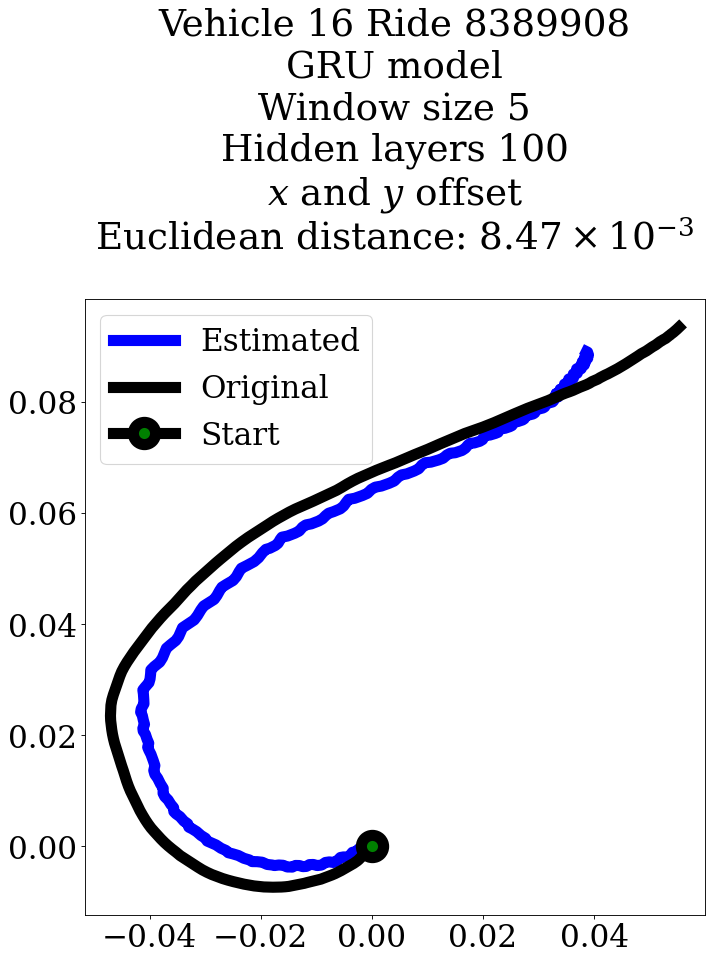 Vehicle 16 Ride 8389908
GRU model
Window size 5
Hidden layers 100
x and y offset
Euclidean distance: 8.47 × 10⁻³
Estimated
Original
Start
0.08
0.06
0.04
0.02
0.00
−0.04 −0.02 0.00 0.02 0.04